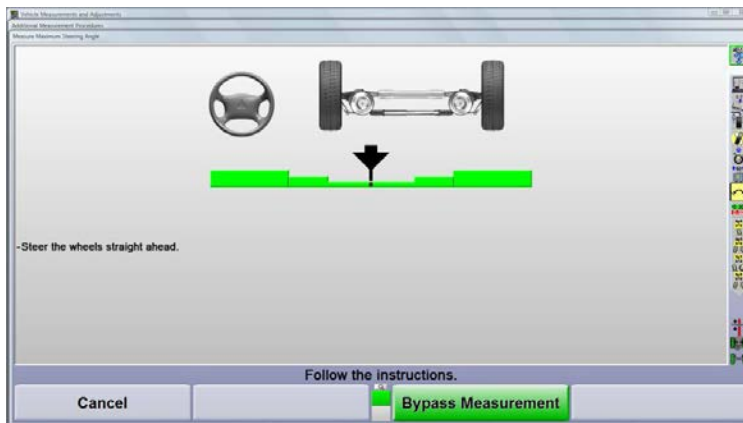 Vehicle Measurements and Adjustments
Additional Measurement Procedures
Measure Maximum Steering Angle
-Steer the wheels straight ahead.
Follow the instructions.
Cancel
Bypass Measurement